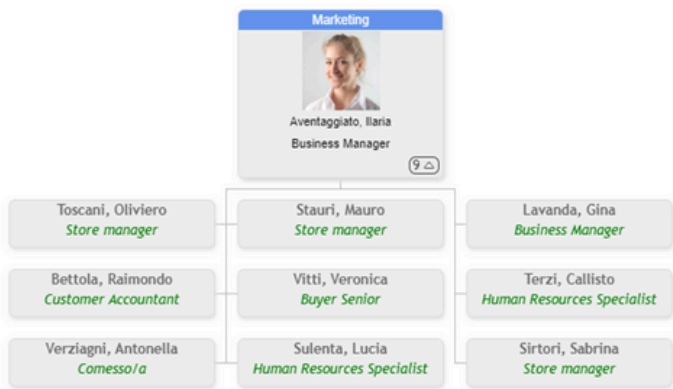 Marketing
Aventaggiato, Ilaria
Business Manager
9
Toscani, Oliviero
Store manager
Stauri, Mauro
Store manager
Lavanda, Gina
Business Manager
Bettola, Raimondo
Customer Accountant
Vitti, Veronica
Buyer Senior
Terzi, Callisto
Human Resources Specialist
Verziagni, Antonella
Comesso/a
Sulenta, Lucia
Human Resources Specialist
Sirtori, Sabrina
Store manager